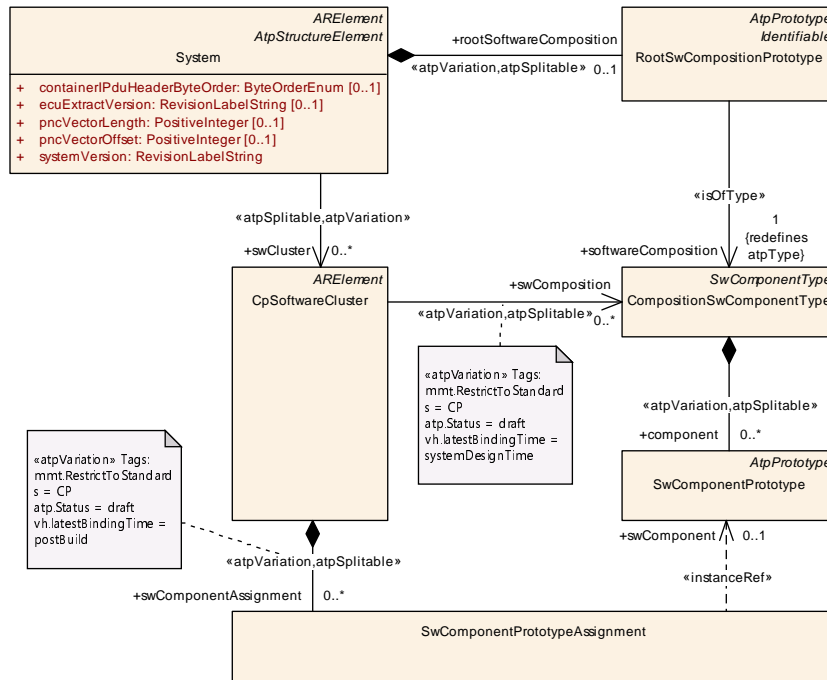 ARElement
AtpStructureElement
System
+ containerIPduHeaderByteOrder: ByteOrderEnum [0..1]
+ ecuExtractVersion: RevisionLabelString [0..1]
+ pncVectorLength: PositiveInteger [0..1]
+ pncVectorOffset: PositiveInteger [0..1]
+ systemVersion: RevisionLabelString
+rootSoftwareComposition
«atpVariation,atpSplitable» 0..1
AtpPrototype
Identifiable
RootSwCompositionPrototype
«isOfType»
1
{redefines
atpType}
+softwareComposition
«atpSplitable,atpVariation»
+swCluster 0..*
ARElement
CpSoftwareCluster
+swComposition
«atpVariation,atpSplitable» 0..*
SwComponentType
CompositionSwComponentType
«atpVariation» Tags:
mmt.RestrictToStandard
s = CP
atp.Status = draft
vh.latestBindingTime =
systemDesignTime
«atpVariation,atpSplitable»
+component 0..*
«atpVariation» Tags:
mmt.RestrictToStandard
s = CP
atp.Status = draft
vh.latestBindingTime =
postBuild
AtpPrototype
SwComponentPrototype
+swComponent 0..1
«instanceRef»
«atpVariation,atpSplitable»
+swComponentAssignment 0..*
SwComponentPrototypeAssignment